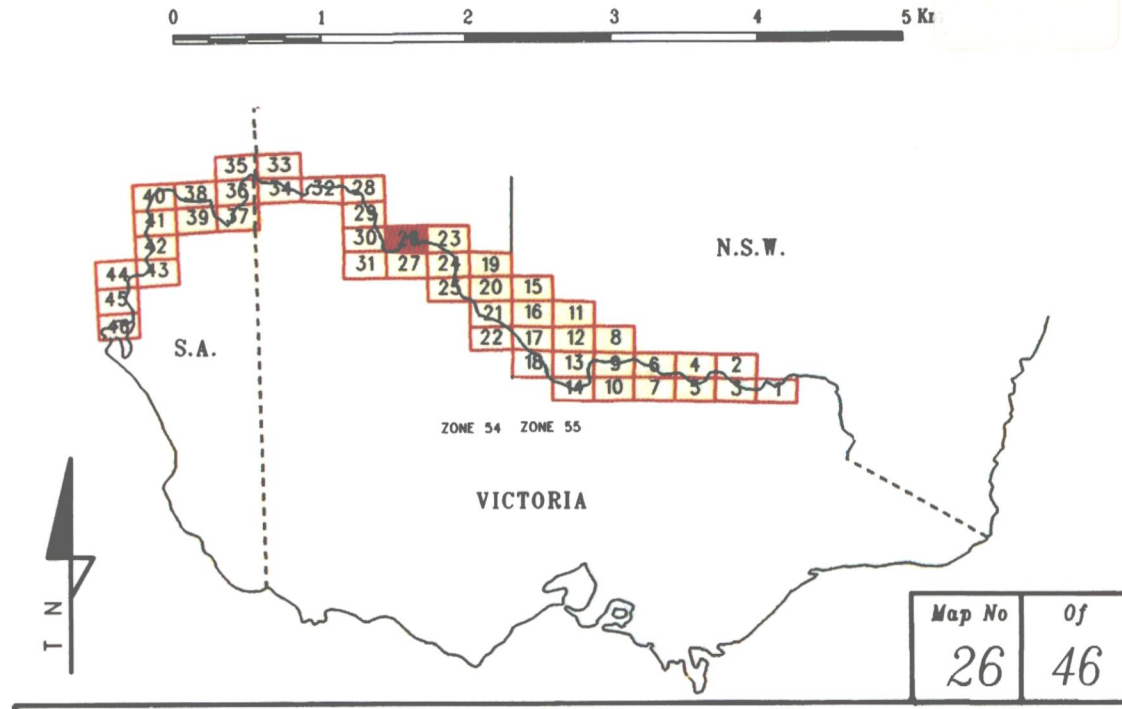 0 1 2 3 4 5 K
35 33
40 38 36 34 32 28
41 39 37 29
42 30 26 23
44 43 31 27 24 19
45 25 20 15
46 21 16 11
22 17 12 8
18 13 9 6 4 2
14 10 7 5 3 1
N.S.W.
S.A.
ZONE 54 ZONE 55
VICTORIA
T N
Map No Of
26 46